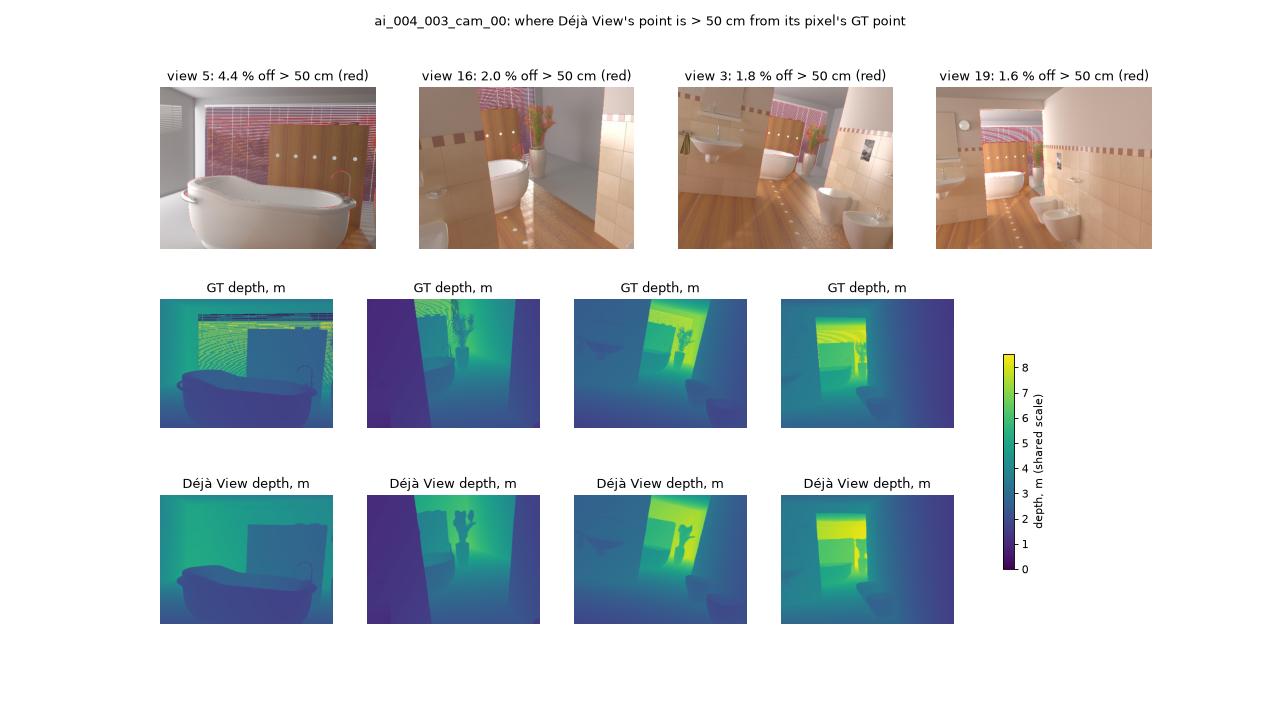 ai_004_003_cam_00: where Déjà View's point is > 50 cm from its pixel's GT point
view 5: 4.4 % off > 50 cm (red)
view 16: 2.0 % off > 50 cm (red)
view 3: 1.8 % off > 50 cm (red)
view 19: 1.6 % off > 50 cm (red)
GT depth, m
GT depth, m
GT depth, m
GT depth, m
8
7
6
5
4
3
2
1
0
depth, m (shared scale)
Déjà View depth, m
Déjà View depth, m
Déjà View depth, m
Déjà View depth, m